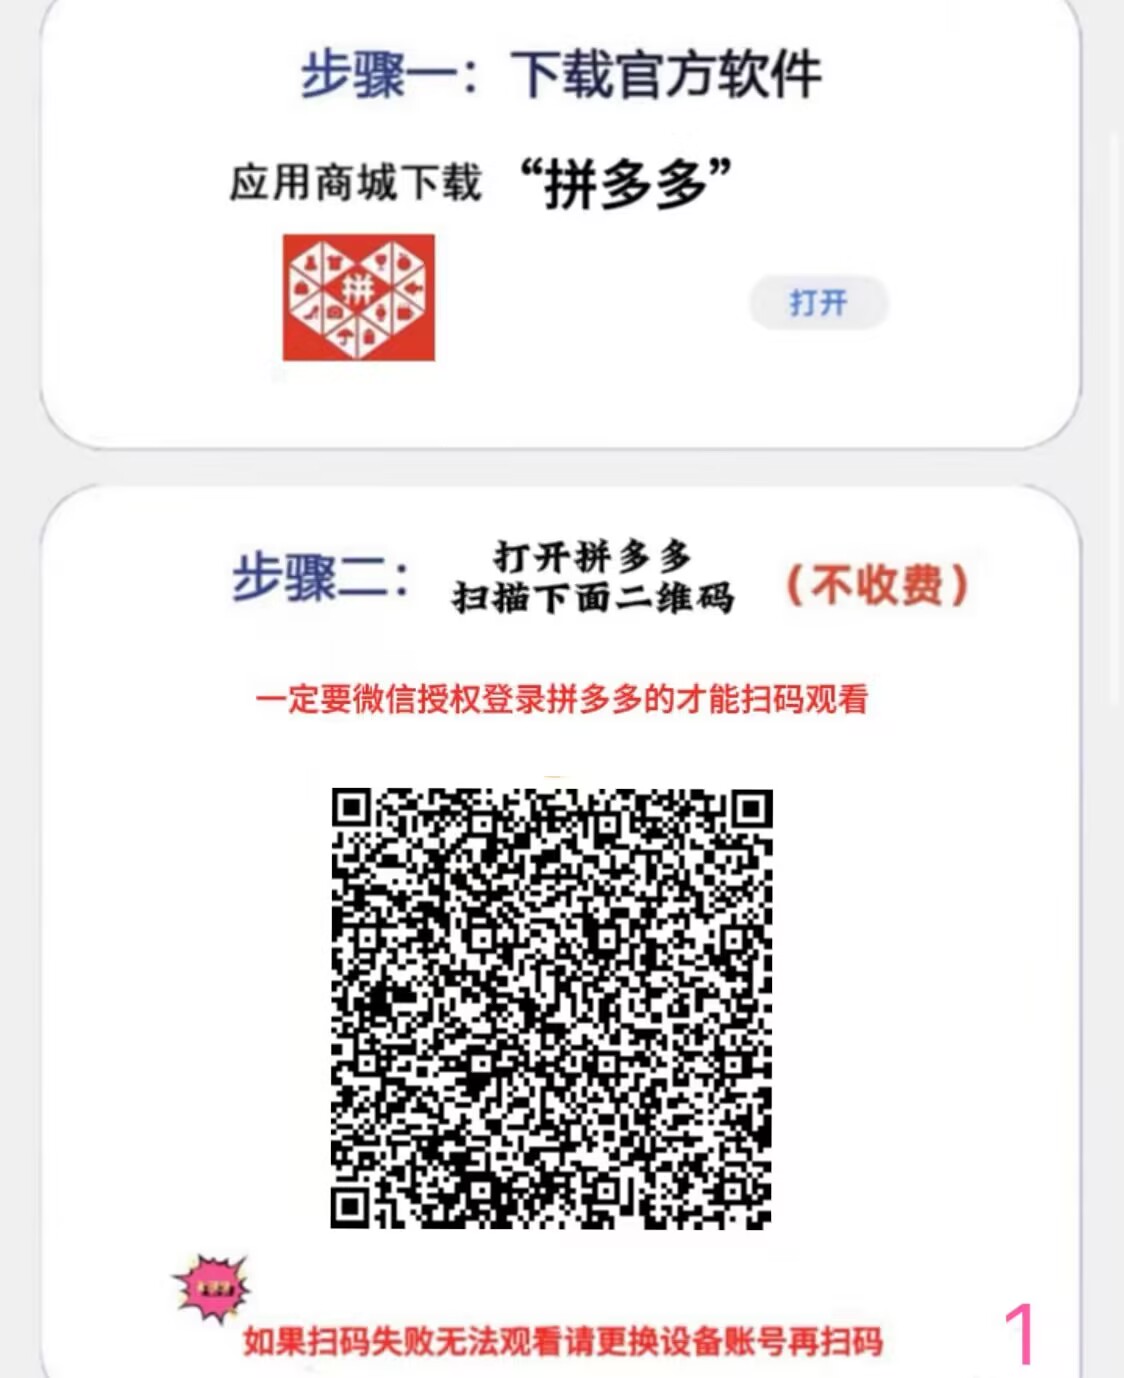 步骤一：下载官方软件
应用商城下载 “拼多多”
拼
打开
步骤二：
打开拼多多
扫描下面二维码
（不收费）
一定要微信授权登录拼多多的才能扫码观看
如果扫码失败无法观看请更换设备账号再扫码
1